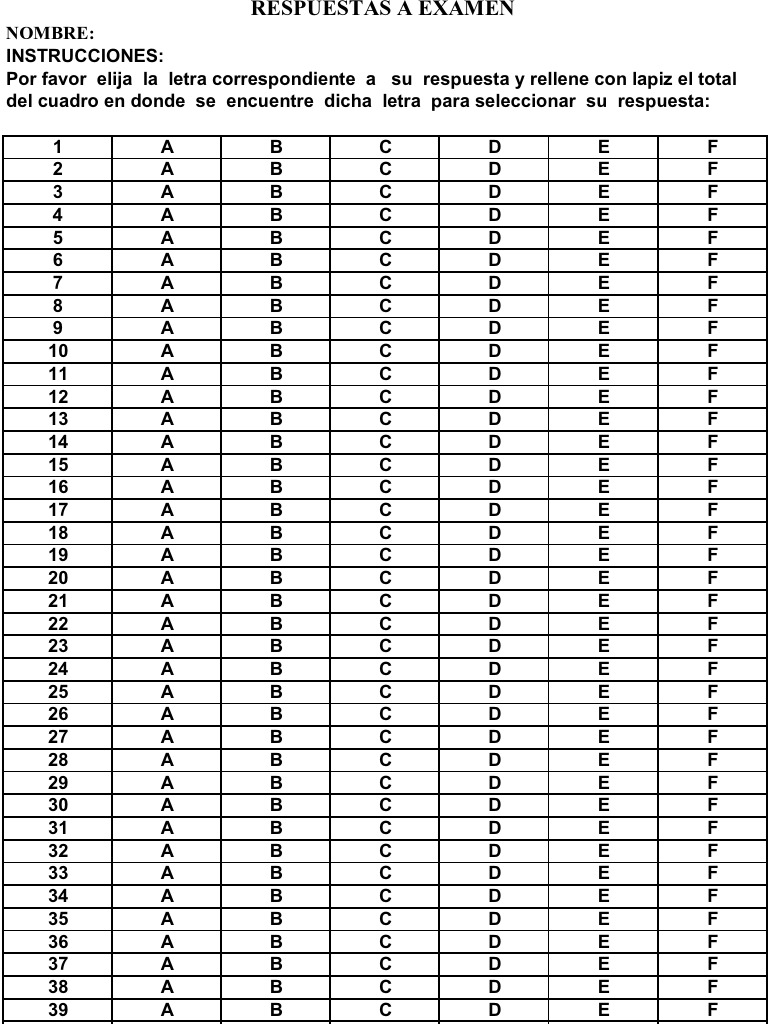 RESPUESTAS A EXAMEN
NOMBRE:
INSTRUCCIONES:
Por favor elija la letra correspondiente a su respuesta y rellene con lapiz el total
del cuadro en donde se encuentre dicha letra para seleccionar su respuesta:
1 A B C D E F
2 A B C D E F
3 A B C D E F
4 A B C D E F
5 A B C D E F
6 A B C D E F
7 A B C D E F
8 A B C D E F
9 A B C D E F
10 A B C D E F
11 A B C D E F
12 A B C D E F
13 A B C D E F
14 A B C D E F
15 A B C D E F
16 A B C D E F
17 A B C D E F
18 A B C D E F
19 A B C D E F
20 A B C D E F
21 A B C D E F
22 A B C D E F
23 A B C D E F
24 A B C D E F
25 A B C D E F
26 A B C D E F
27 A B C D E F
28 A B C D E F
29 A B C D E F
30 A B C D E F
31 A B C D E F
32 A B C D E F
33 A B C D E F
34 A B C D E F
35 A B C D E F
36 A B C D E F
37 A B C D E F
38 A B C D E F
39 A B C D E F